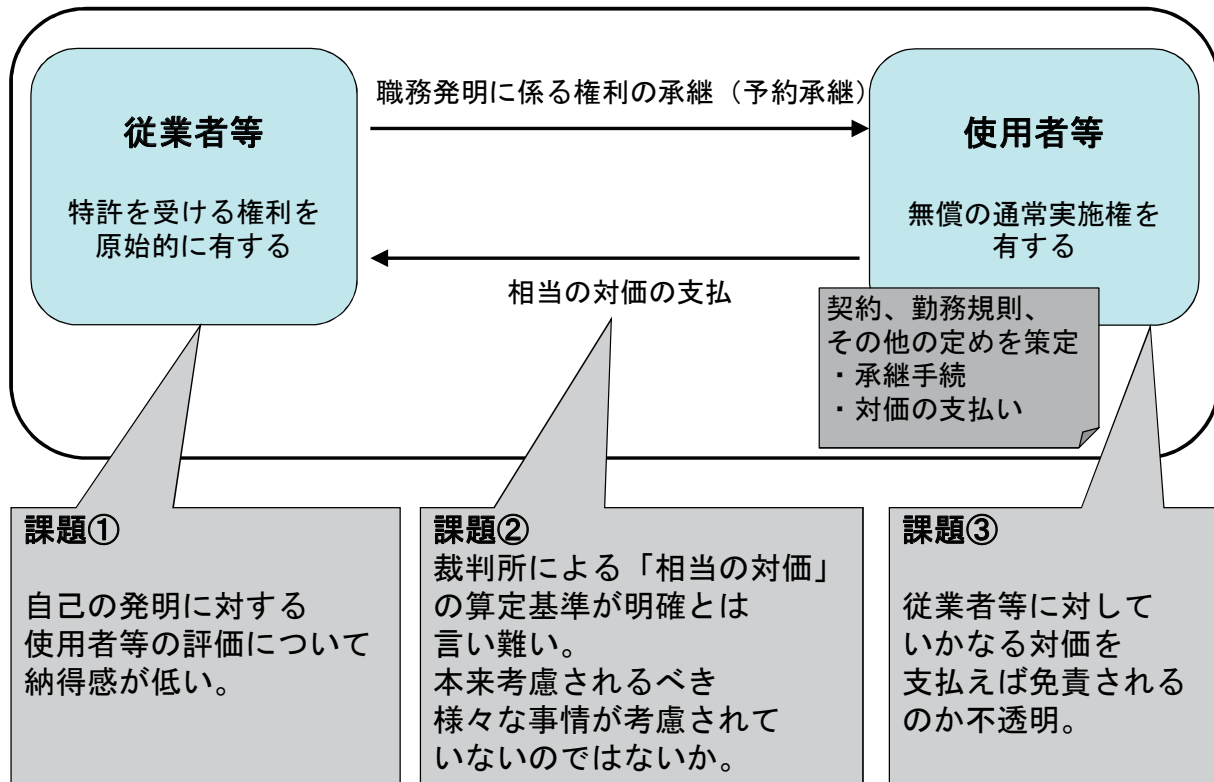 職務発明に係る権利の承継（予約承継）
従業者等
特許を受ける権利を
原始的に有する
使用者等
無償の通常実施権を
有する
相当の対価の支払
契約、勤務規則、
その他の定めを策定
・承継手続
・対価の支払い
課題①
自己の発明に対する
使用者等の評価について
納得感が低い。
課題②
裁判所による「相当の対価」
の算定基準が明確とは
言い難い。
本来考慮されるべき
様々な事情が考慮されて
いないのではないか。
課題③
従業者等に対して
いかなる対価を
支払えば免責される
のか不透明。